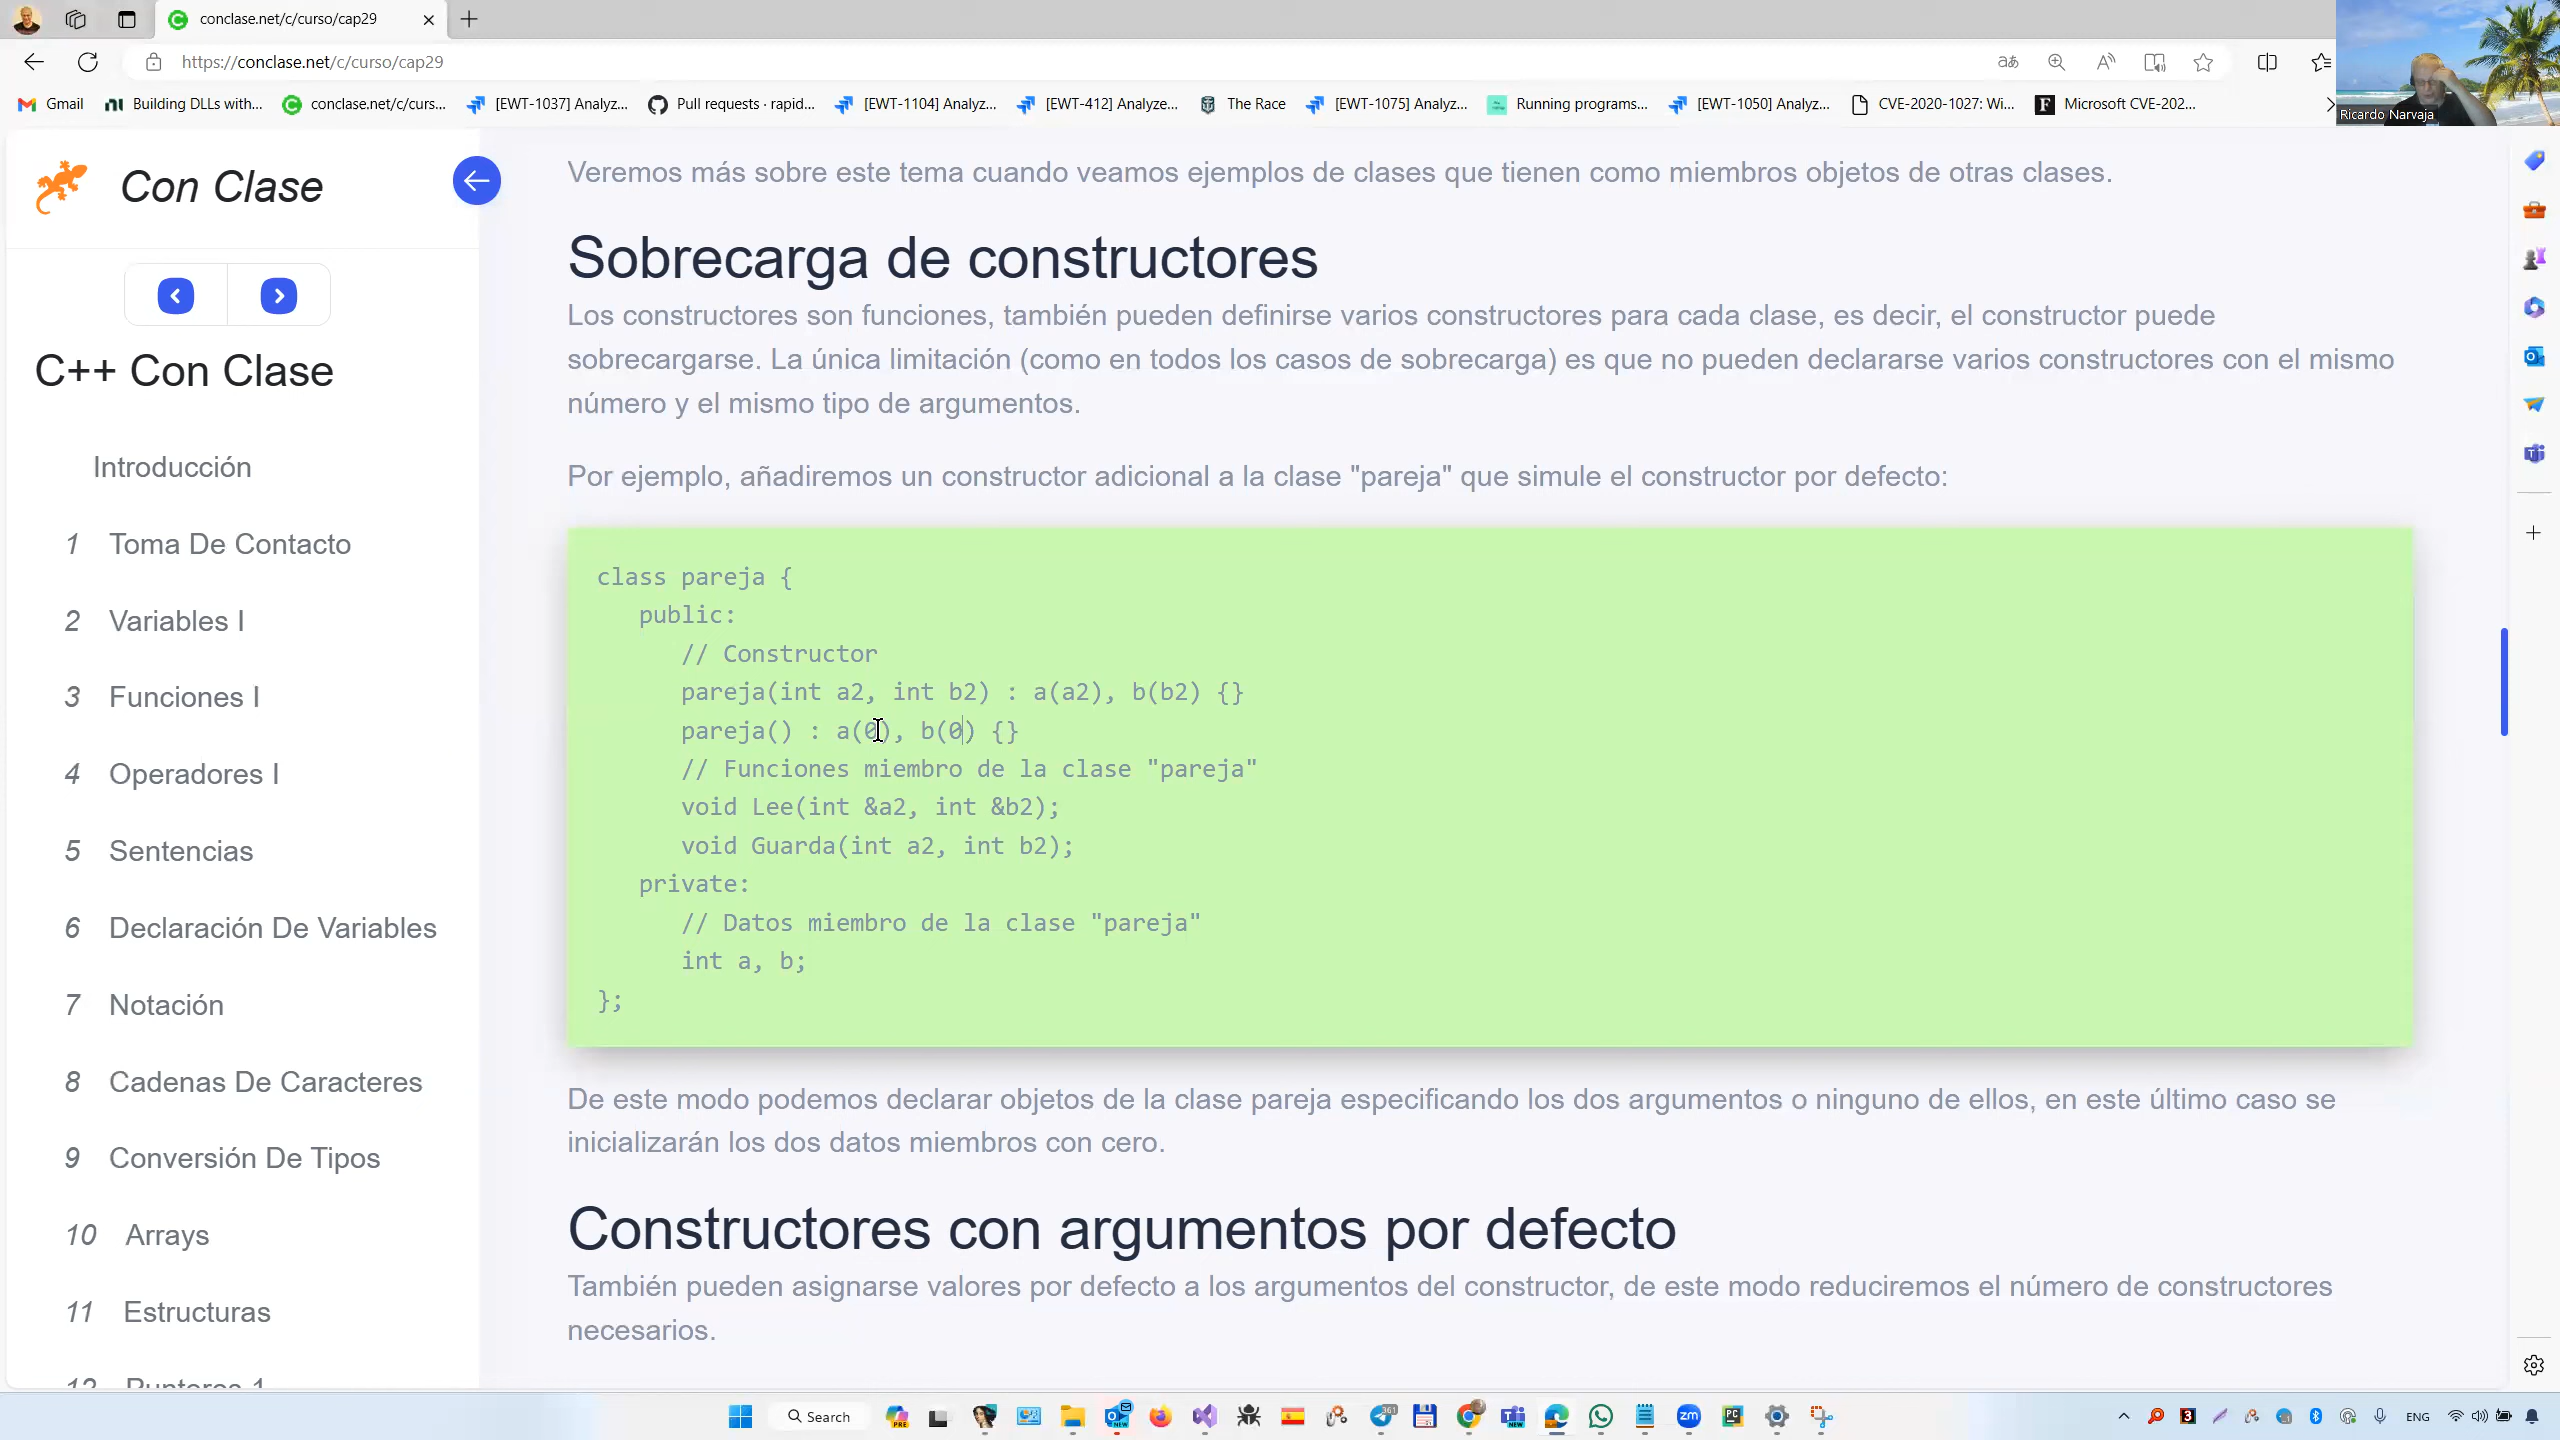 conclase.net/c/curso/cap29
https://conclase.net/c/curso/cap29
Gmail
Building DLLs with...
conclase.net/c/curs...
[EWT-1037] Analyz...
Pull requests · rapid...
[EWT-1104] Analyz...
[EWT-412] Analyze...
The Race
[EWT-1075] Analyz...
Running programs...
[EWT-1050] Analyz...
CVE-2020-1027: Wi...
Microsoft CVE-202...
Ricardo Narvaja
Con Clase
C++ Con Clase
Introducción
1 Toma De Contacto
2 Variables I
3 Funciones I
4 Operadores I
5 Sentencias
6 Declaración De Variables
7 Notación
8 Cadenas De Caracteres
9 Conversión De Tipos
10 Arrays
11 Estructuras
12 Punteros 1
Veremos más sobre este tema cuando veamos ejemplos de clases que tienen como miembros objetos de otras clases.
Sobrecarga de constructores
Los constructores son funciones, también pueden definirse varios constructores para cada clase, es decir, el constructor puede
sobrecargarse. La única limitación (como en todos los casos de sobrecarga) es que no pueden declararse varios constructores con el mismo
número y el mismo tipo de argumentos.
Por ejemplo, añadiremos un constructor adicional a la clase "pareja" que simule el constructor por defecto:
class pareja {
public:
// Constructor
pareja(int a2, int b2) : a(a2), b(b2) {}
pareja() : a(0), b(0) {}
// Funciones miembro de la clase "pareja"
void Lee(int &a2, int &b2);
void Guarda(int a2, int b2);
private:
// Datos miembro de la clase "pareja"
int a, b;
};
De este modo podemos declarar objetos de la clase pareja especificando los dos argumentos o ninguno de ellos, en este último caso se
inicializarán los dos datos miembros con cero.
Constructores con argumentos por defecto
También pueden asignarse valores por defecto a los argumentos del constructor, de este modo reduciremos el número de constructores
necesarios.
Search
ENG